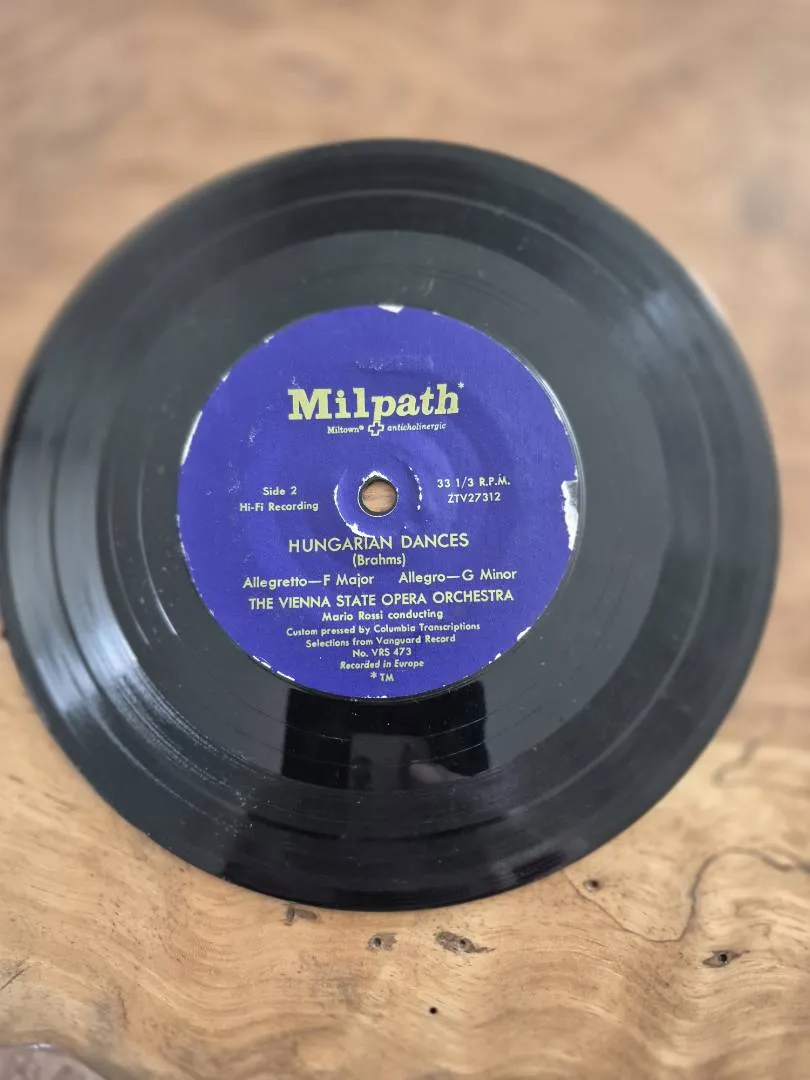 Milpath*
Miltown® + anticholinergic
Side 2
Hi-Fi Recording
33 1/3 R.P.M.
ZTV27312
HUNGARIAN DANCES
(Brahms)
Allegretto—F Major Allegro—G Minor
THE VIENNA STATE OPERA ORCHESTRA
Mario Rossi conducting
Custom pressed by Columbia Transcriptions
Selections from Vanguard Record
No. VRS 473
Recorded in Europe
*TM